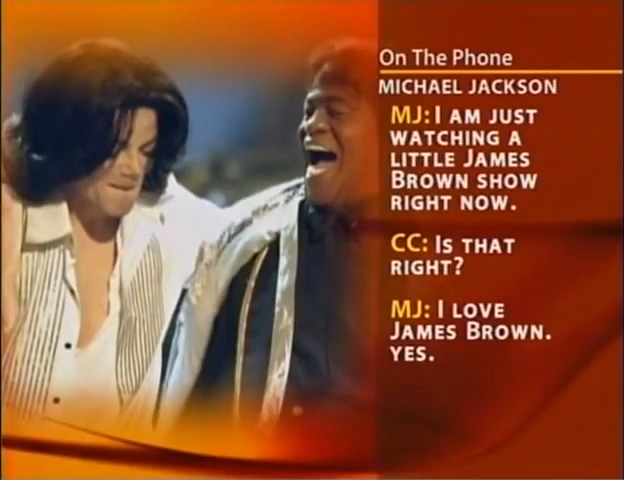 On The Phone
MICHAEL JACKSON
MJ: I AM JUST
WATCHING A
LITTLE JAMES
BROWN SHOW
RIGHT NOW.
CC: IS THAT
RIGHT?
MJ: I LOVE
JAMES BROWN.
YES.